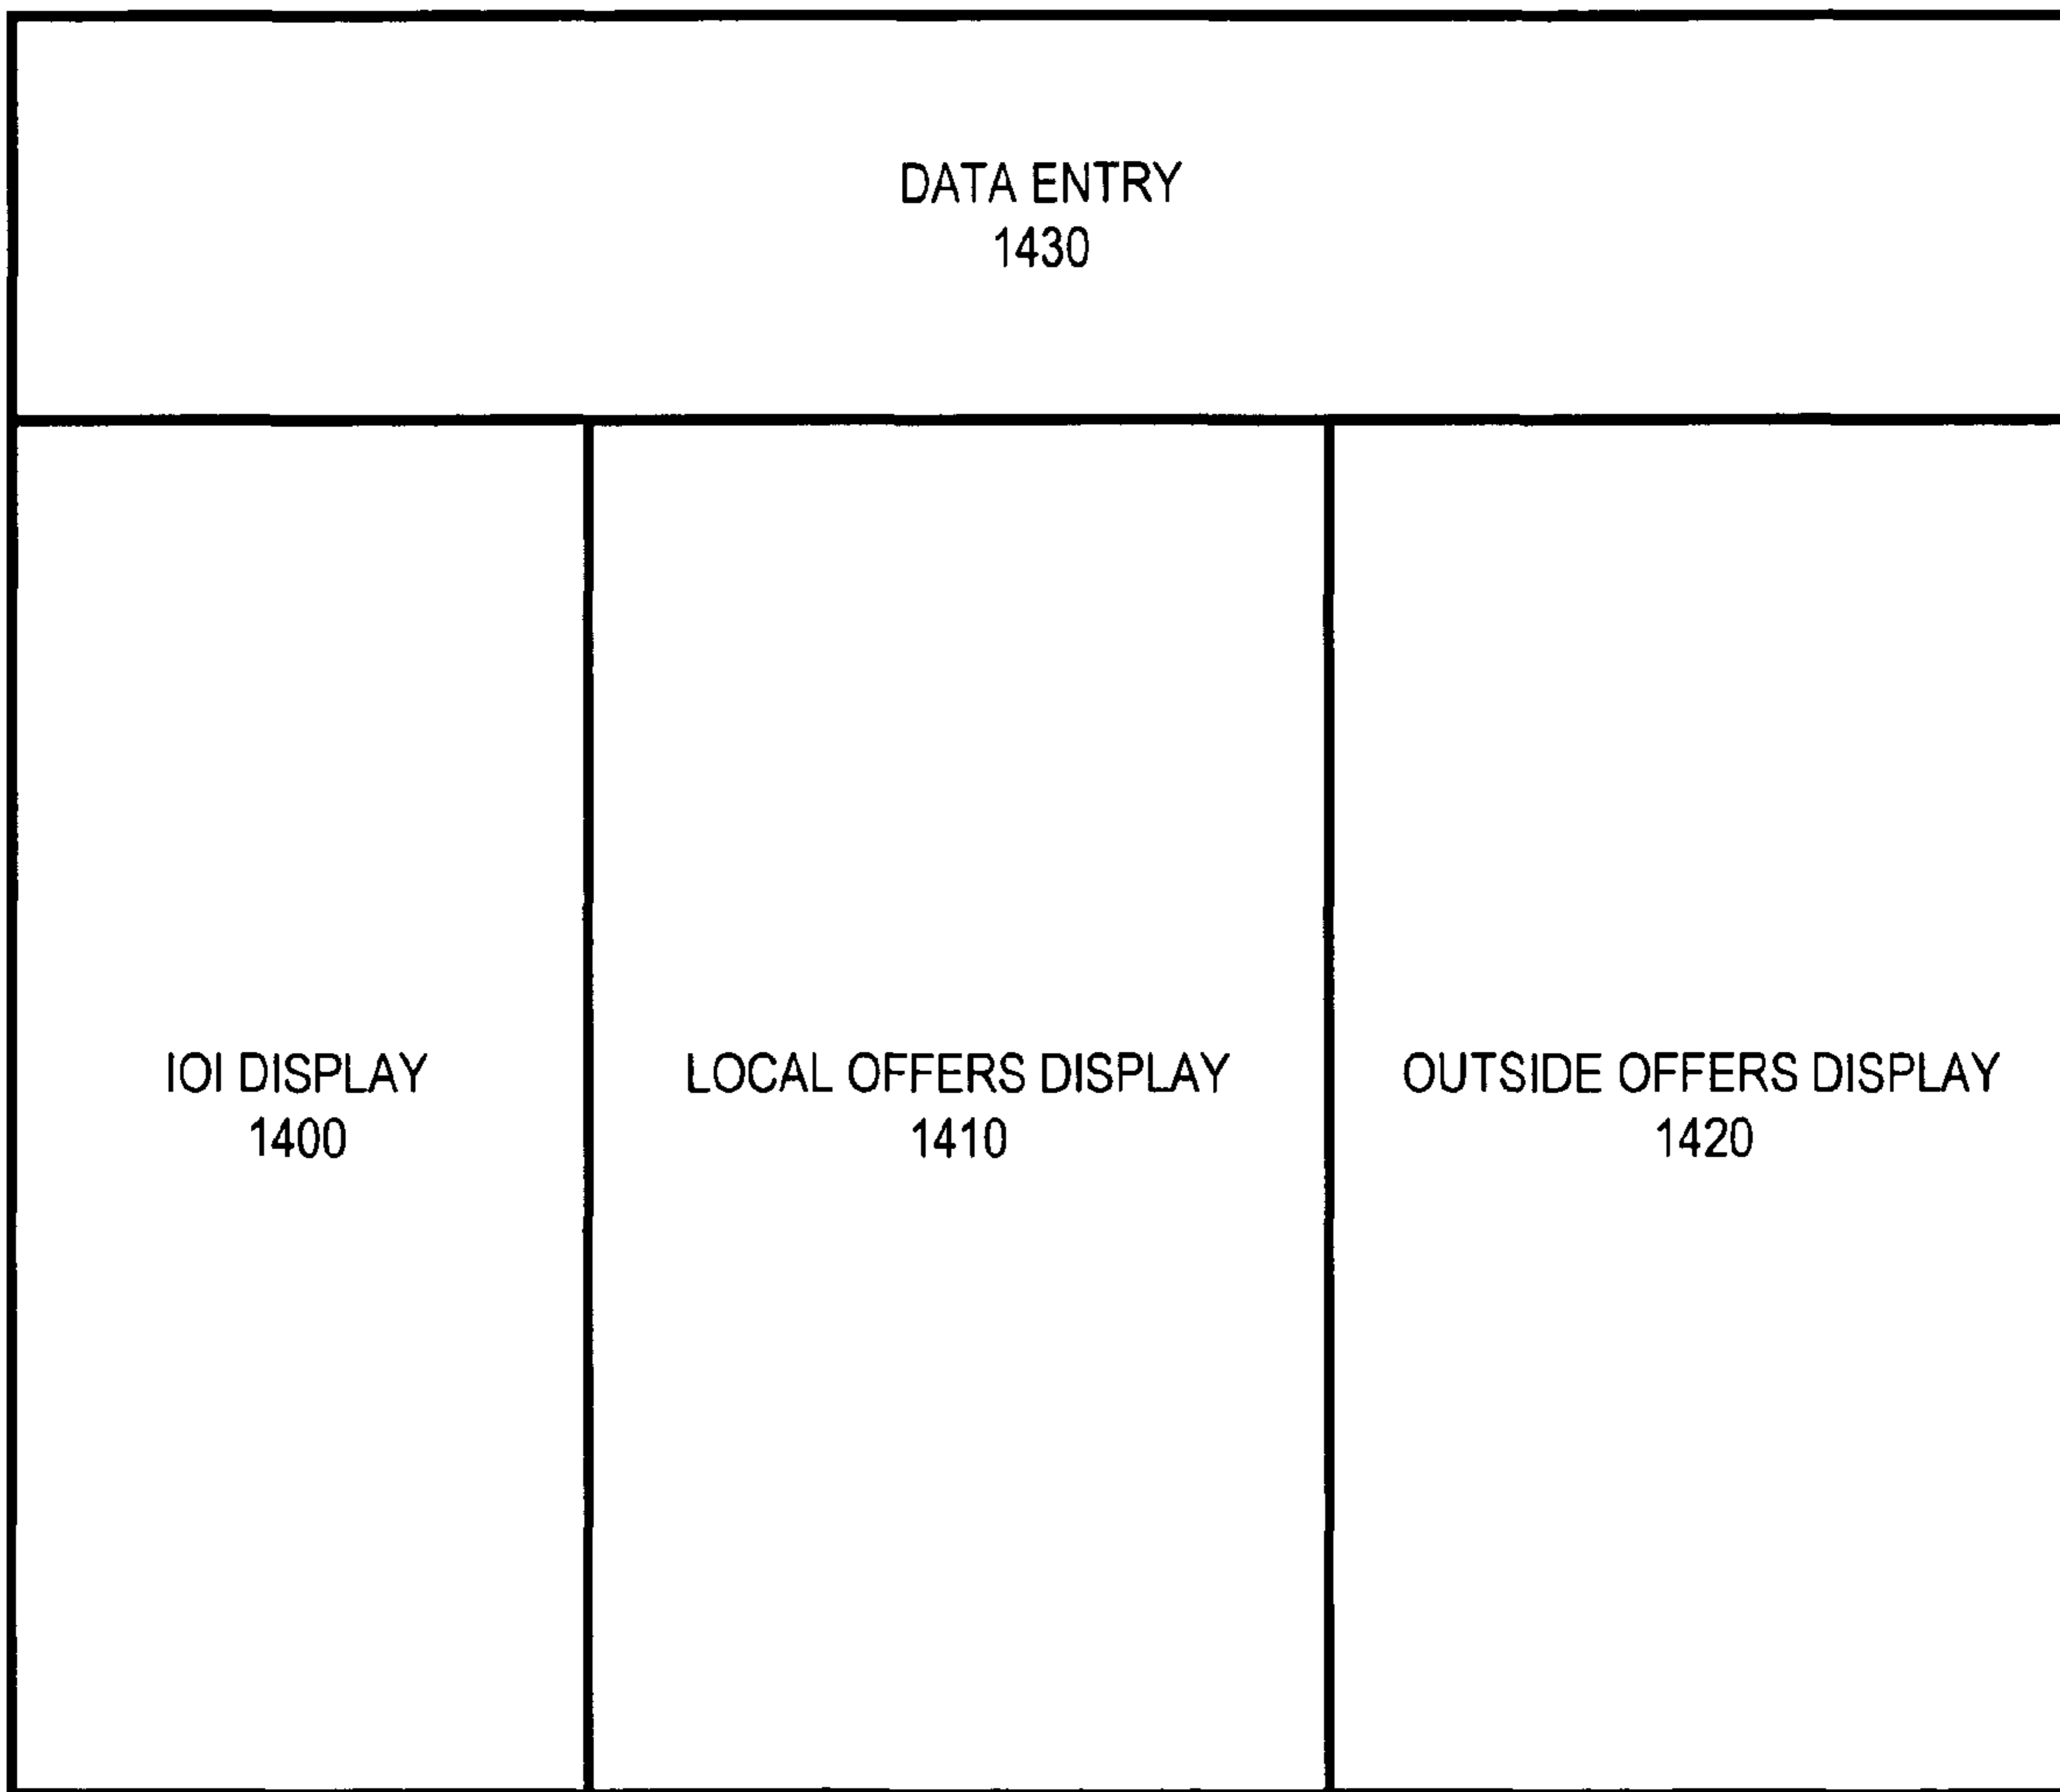 DATA ENTRY
1430
IOI DISPLAY
1400
LOCAL OFFERS DISPLAY
1410
OUTSIDE OFFERS DISPLAY
1420